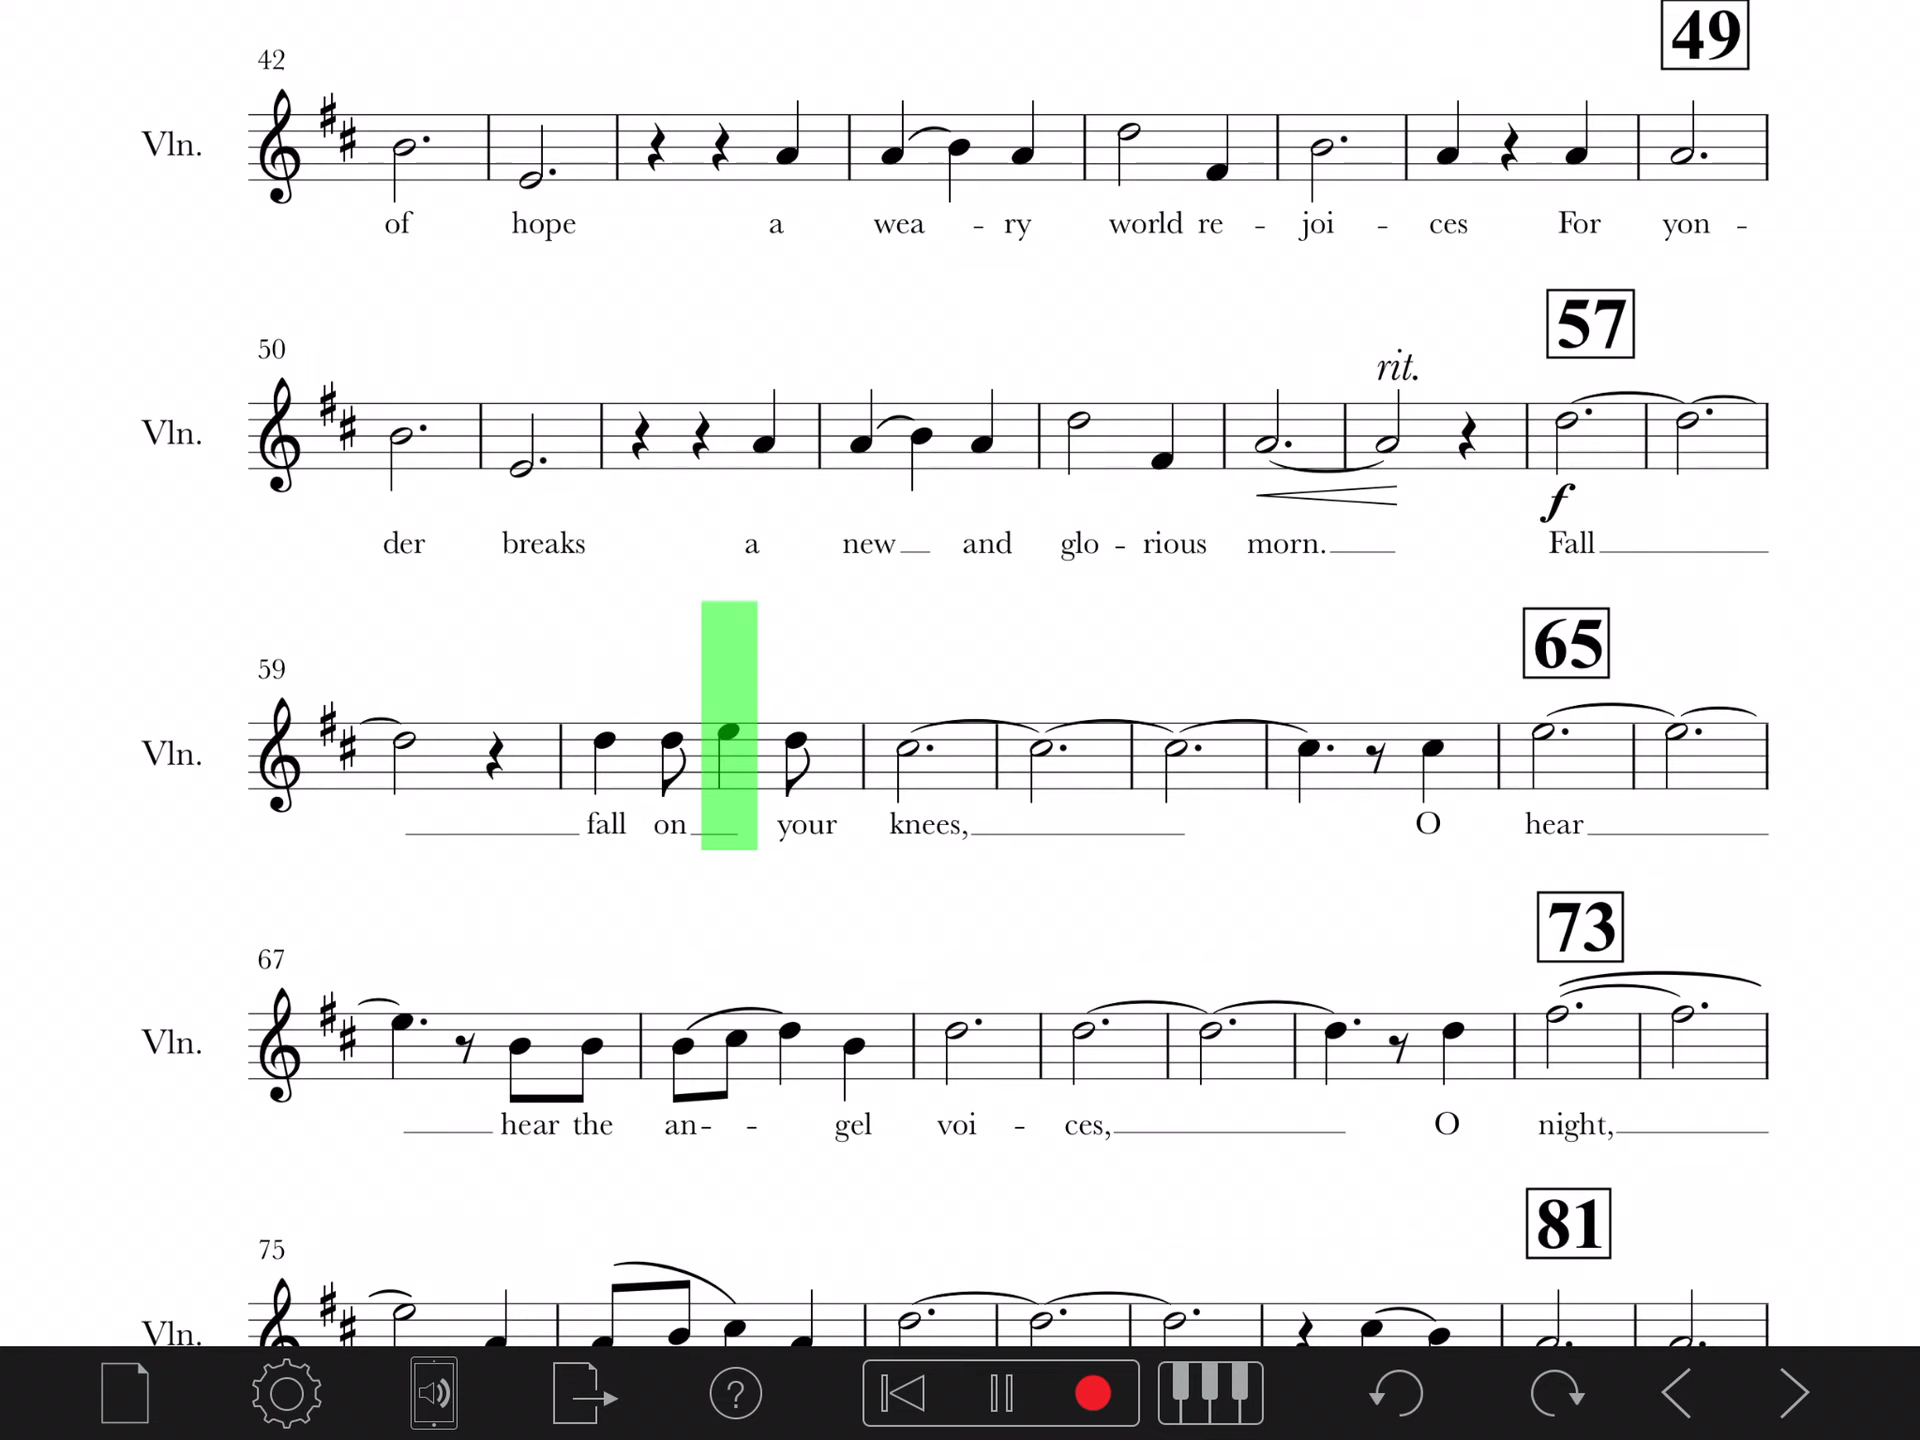 49
42
Vln.
of hope a wea - ry world re - joi - ces For yon -
57
50
rit.
Vln.
f
der breaks a new and glo - rious morn. Fall
65
59
Vln.
fall on your knees, O hear
73
67
Vln.
hear the an- - gel voi - ces, O night,
81
75
Vln.
?